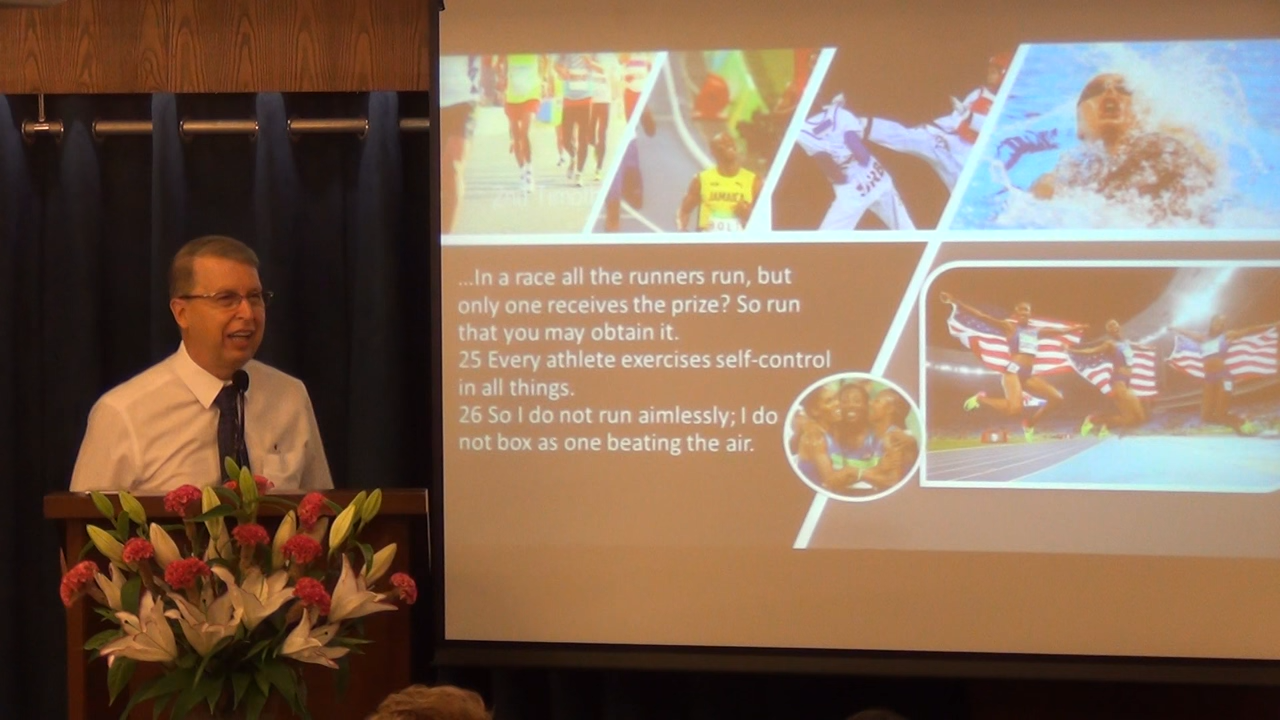 JAMAICA
BOLT
SRB
...In a race all the runners run, but
only one receives the prize? So run
that you may obtain it.
25 Every athlete exercises self-control
in all things.
26 So I do not run aimlessly; I do
not box as one beating the air.